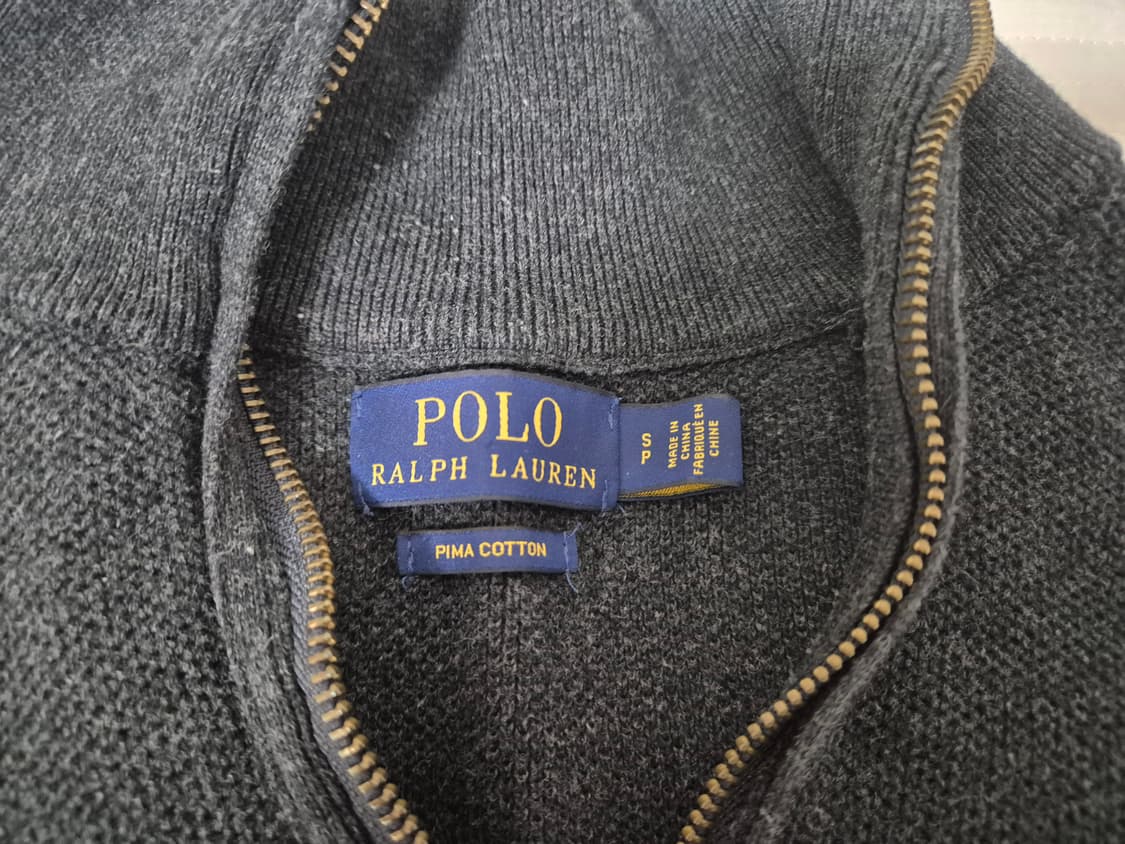 POLO
RALPH LAUREN
S
P
MADE IN
CHINA
FABRIQUÉ EN
CHINE
PIMA COTTON